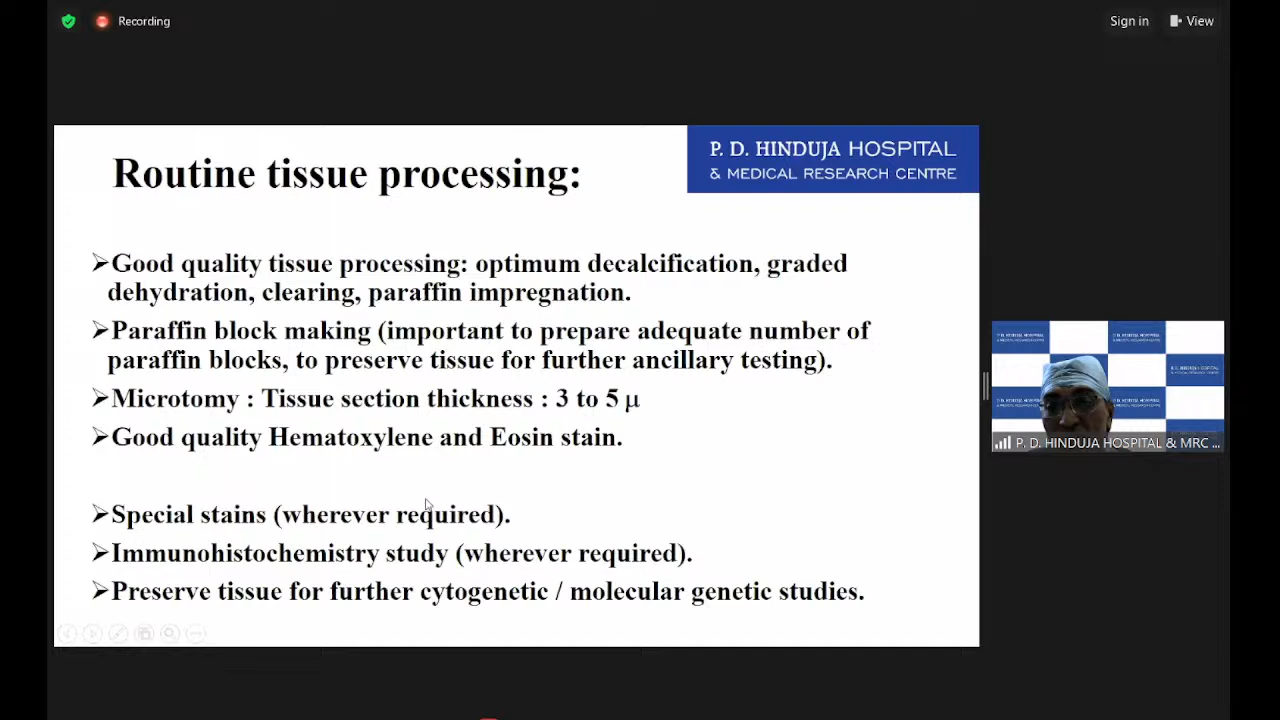 Recording
Sign in
View
P. D. HINDUJA HOSPITAL
& MEDICAL RESEARCH CENTRE
Routine tissue processing:
➢Good quality tissue processing: optimum decalcification, graded
dehydration, clearing, paraffin impregnation.
➢Paraffin block making (important to prepare adequate number of
paraffin blocks, to preserve tissue for further ancillary testing).
➢Microtomy : Tissue section thickness : 3 to 5 μ
➢Good quality Hematoxylene and Eosin stain.
➢Special stains (wherever required).
➢Immunohistochemistry study (wherever required).
➢Preserve tissue for further cytogenetic / molecular genetic studies.
P. D. HINDUJA HOSPITAL & MRC ...